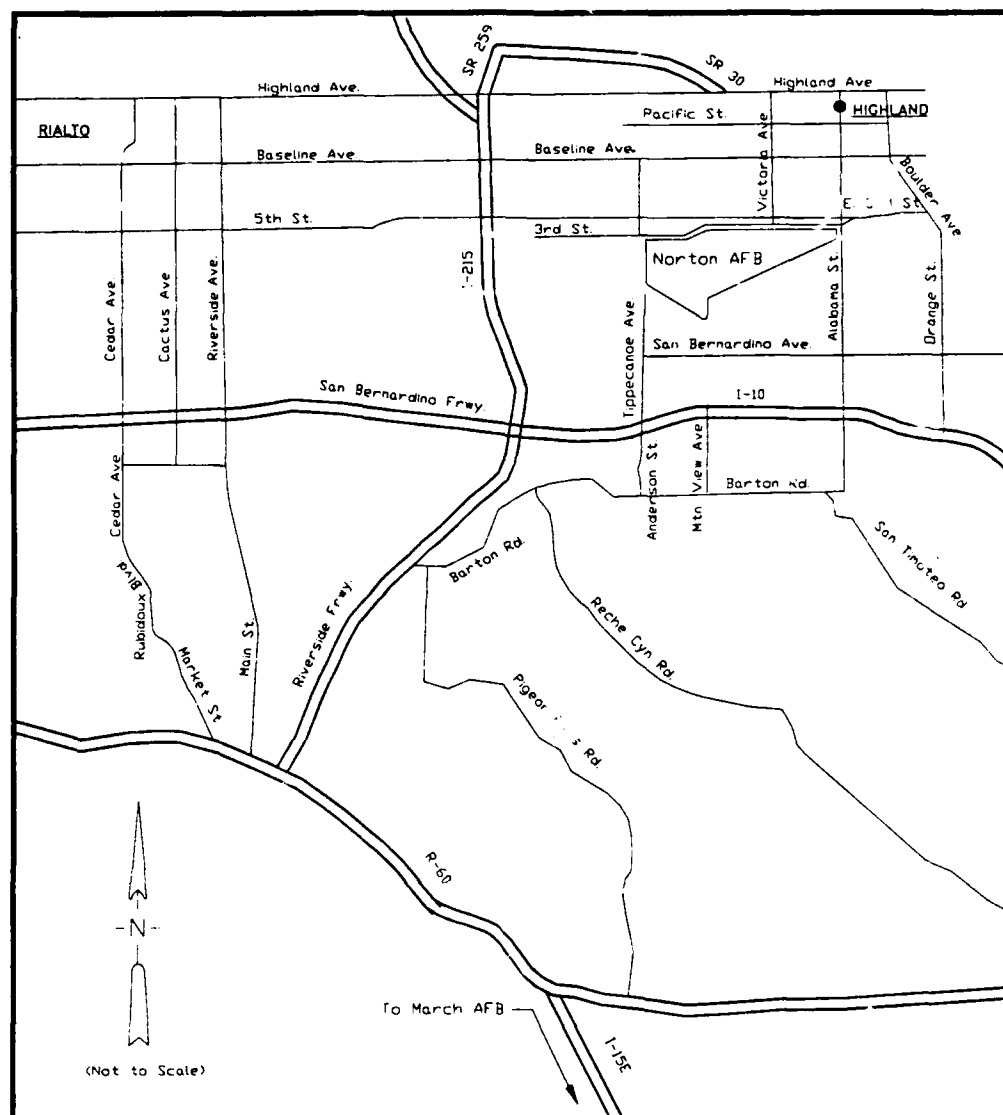 SR 259
SR 30
Highland Ave.
Highland Ave
Pacific St.
HIGHLAND
RIALTO
Baseline Ave.
Baseline Ave.
Victoria Ave
Boulder Ave
5th St.
3rd St.
St.
Norton AFB
-215
Cedar Ave
Cactus Ave
Riverside Ave.
Alabama St.
Orange St.
Tippecanoe Ave.
San Bernardino Ave.
San Bernardino Frwy.
I-10
Cedar Ave
Anderson St
Mtn View Ave
Barton Rd.
Barton Rd.
San Timoteo Rd
Rubidoux Blvd
Market St
Main St.
Riverside Frwy.
Reche Cyn Rd.
Rd.
R-60
-N-
To March AFB
I-15E
(Not to Scale)